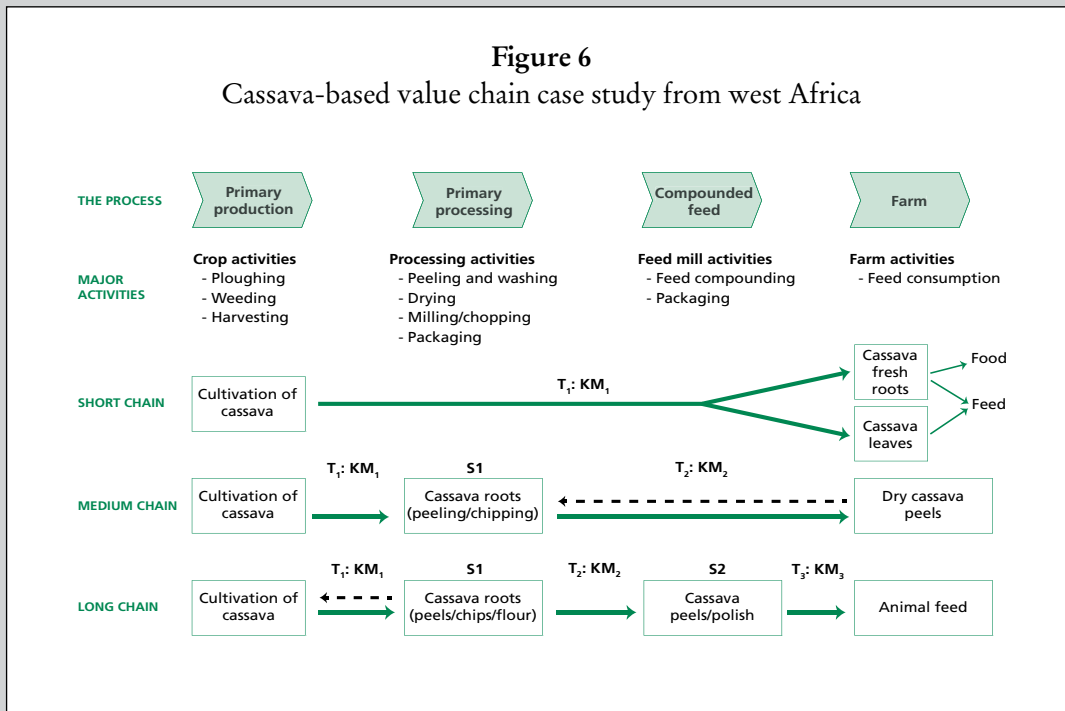 Figure 6
Cassava-based value chain case study from west Africa
THE PROCESS
Primary
production
Primary
processing
Compounded
feed
Farm
MAJOR
ACTIVITIES
Crop activities
- Ploughing
- Weeding
- Harvesting
Processing activities
- Peeling and washing
- Drying
- Milling/chopping
- Packaging
Feed mill activities
- Feed compounding
- Packaging
Farm activities
- Feed consumption
SHORT CHAIN
Cultivation of
cassava
T₁: KM₁
Cassava
fresh
roots
Cassava
leaves
Food
Feed
MEDIUM CHAIN
Cultivation of
cassava
T₁: KM₁
S1
Cassava roots
(peeling/chipping)
T₂: KM₂
Dry cassava
peels
LONG CHAIN
Cultivation of
cassava
T₁: KM₁
S1
Cassava roots
(peels/chips/flour)
T₂: KM₂
S2
Cassava
peels/polish
T₃: KM₃
Animal feed